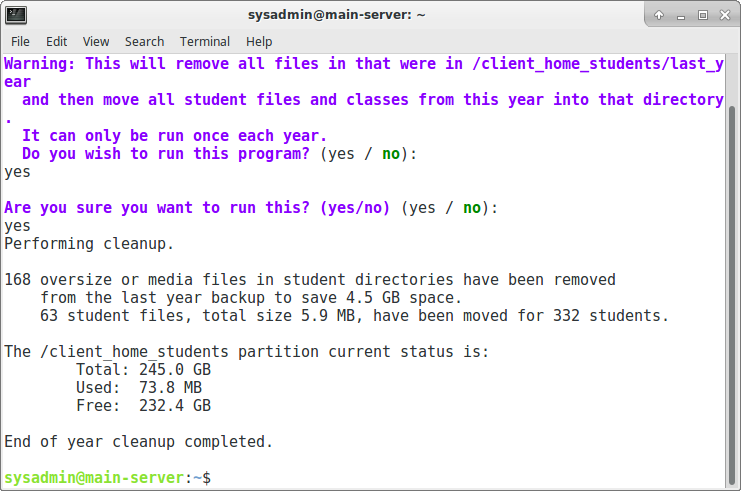 sysadmin@main-server: ~
File Edit View Search Terminal Help
Warning: This will remove all files in that were in /client_home_students/last_y
ear
and then move all student files and classes from this year into that directory
.
It can only be run once each year.
Do you wish to run this program? (yes / no):
yes
Are you sure you want to run this? (yes/no) (yes / no):
yes
Performing cleanup.
168 oversize or media files in student directories have been removed
from the last year backup to save 4.5 GB space.
63 student files, total size 5.9 MB, have been moved for 332 students.
The /client_home_students partition current status is:
Total: 245.0 GB
Used: 73.8 MB
Free: 232.4 GB
End of year cleanup completed.
sysadmin@main-server:~$